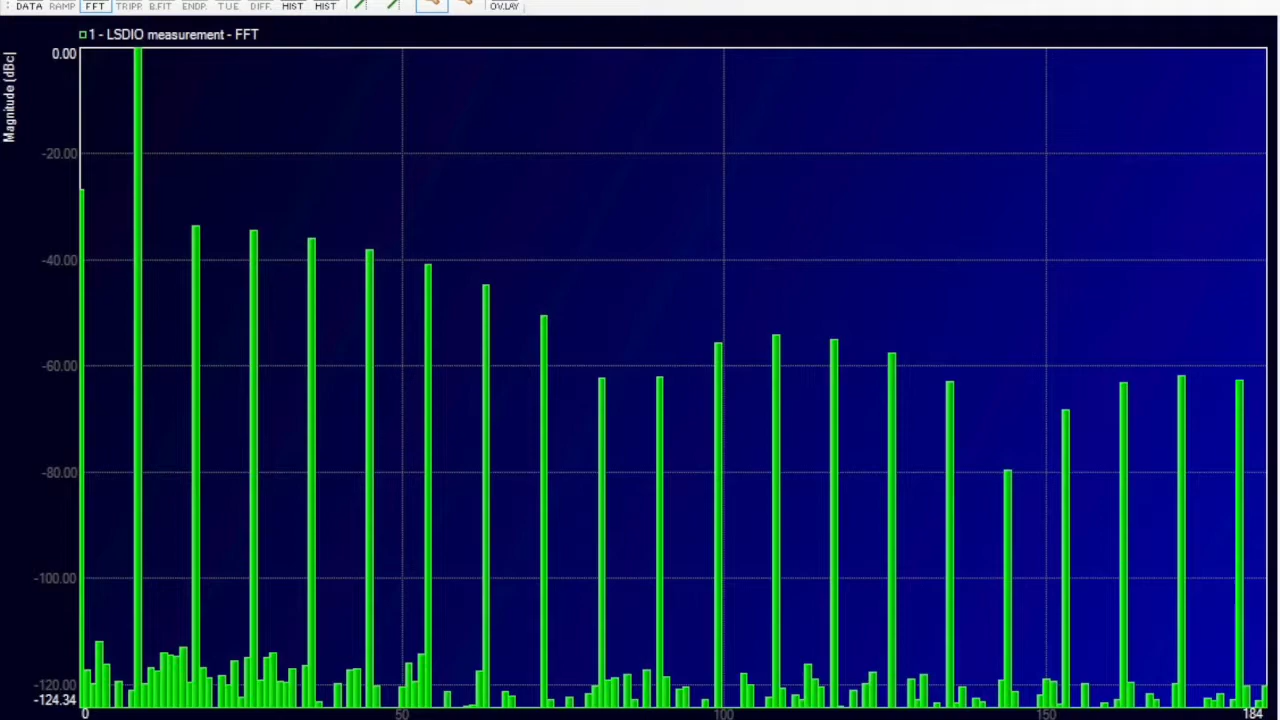 DATA RAMP FFT TRIPP. B.FIT ENDP. TUE DIFF. HIST HIST OV.LAY
1 - LSDIO measurement - FFT
Magnitude [dBc]
0.00
-20.00
-40.00
-60.00
-80.00
-100.00
-120.00
-124.34
0 50 100 150 184